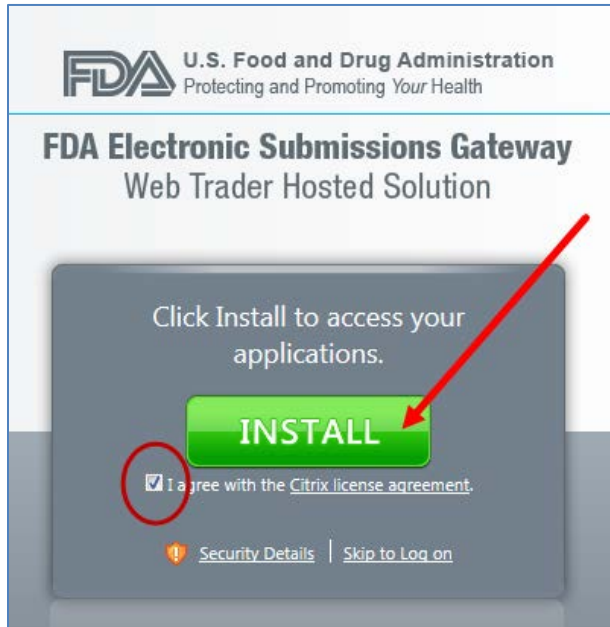 FDA
U.S. Food and Drug Administration
Protecting and Promoting Your Health
FDA Electronic Submissions Gateway
Web Trader Hosted Solution
Click Install to access your
applications.
INSTALL
I agree with the Citrix license agreement.
Security Details | Skip to Log on